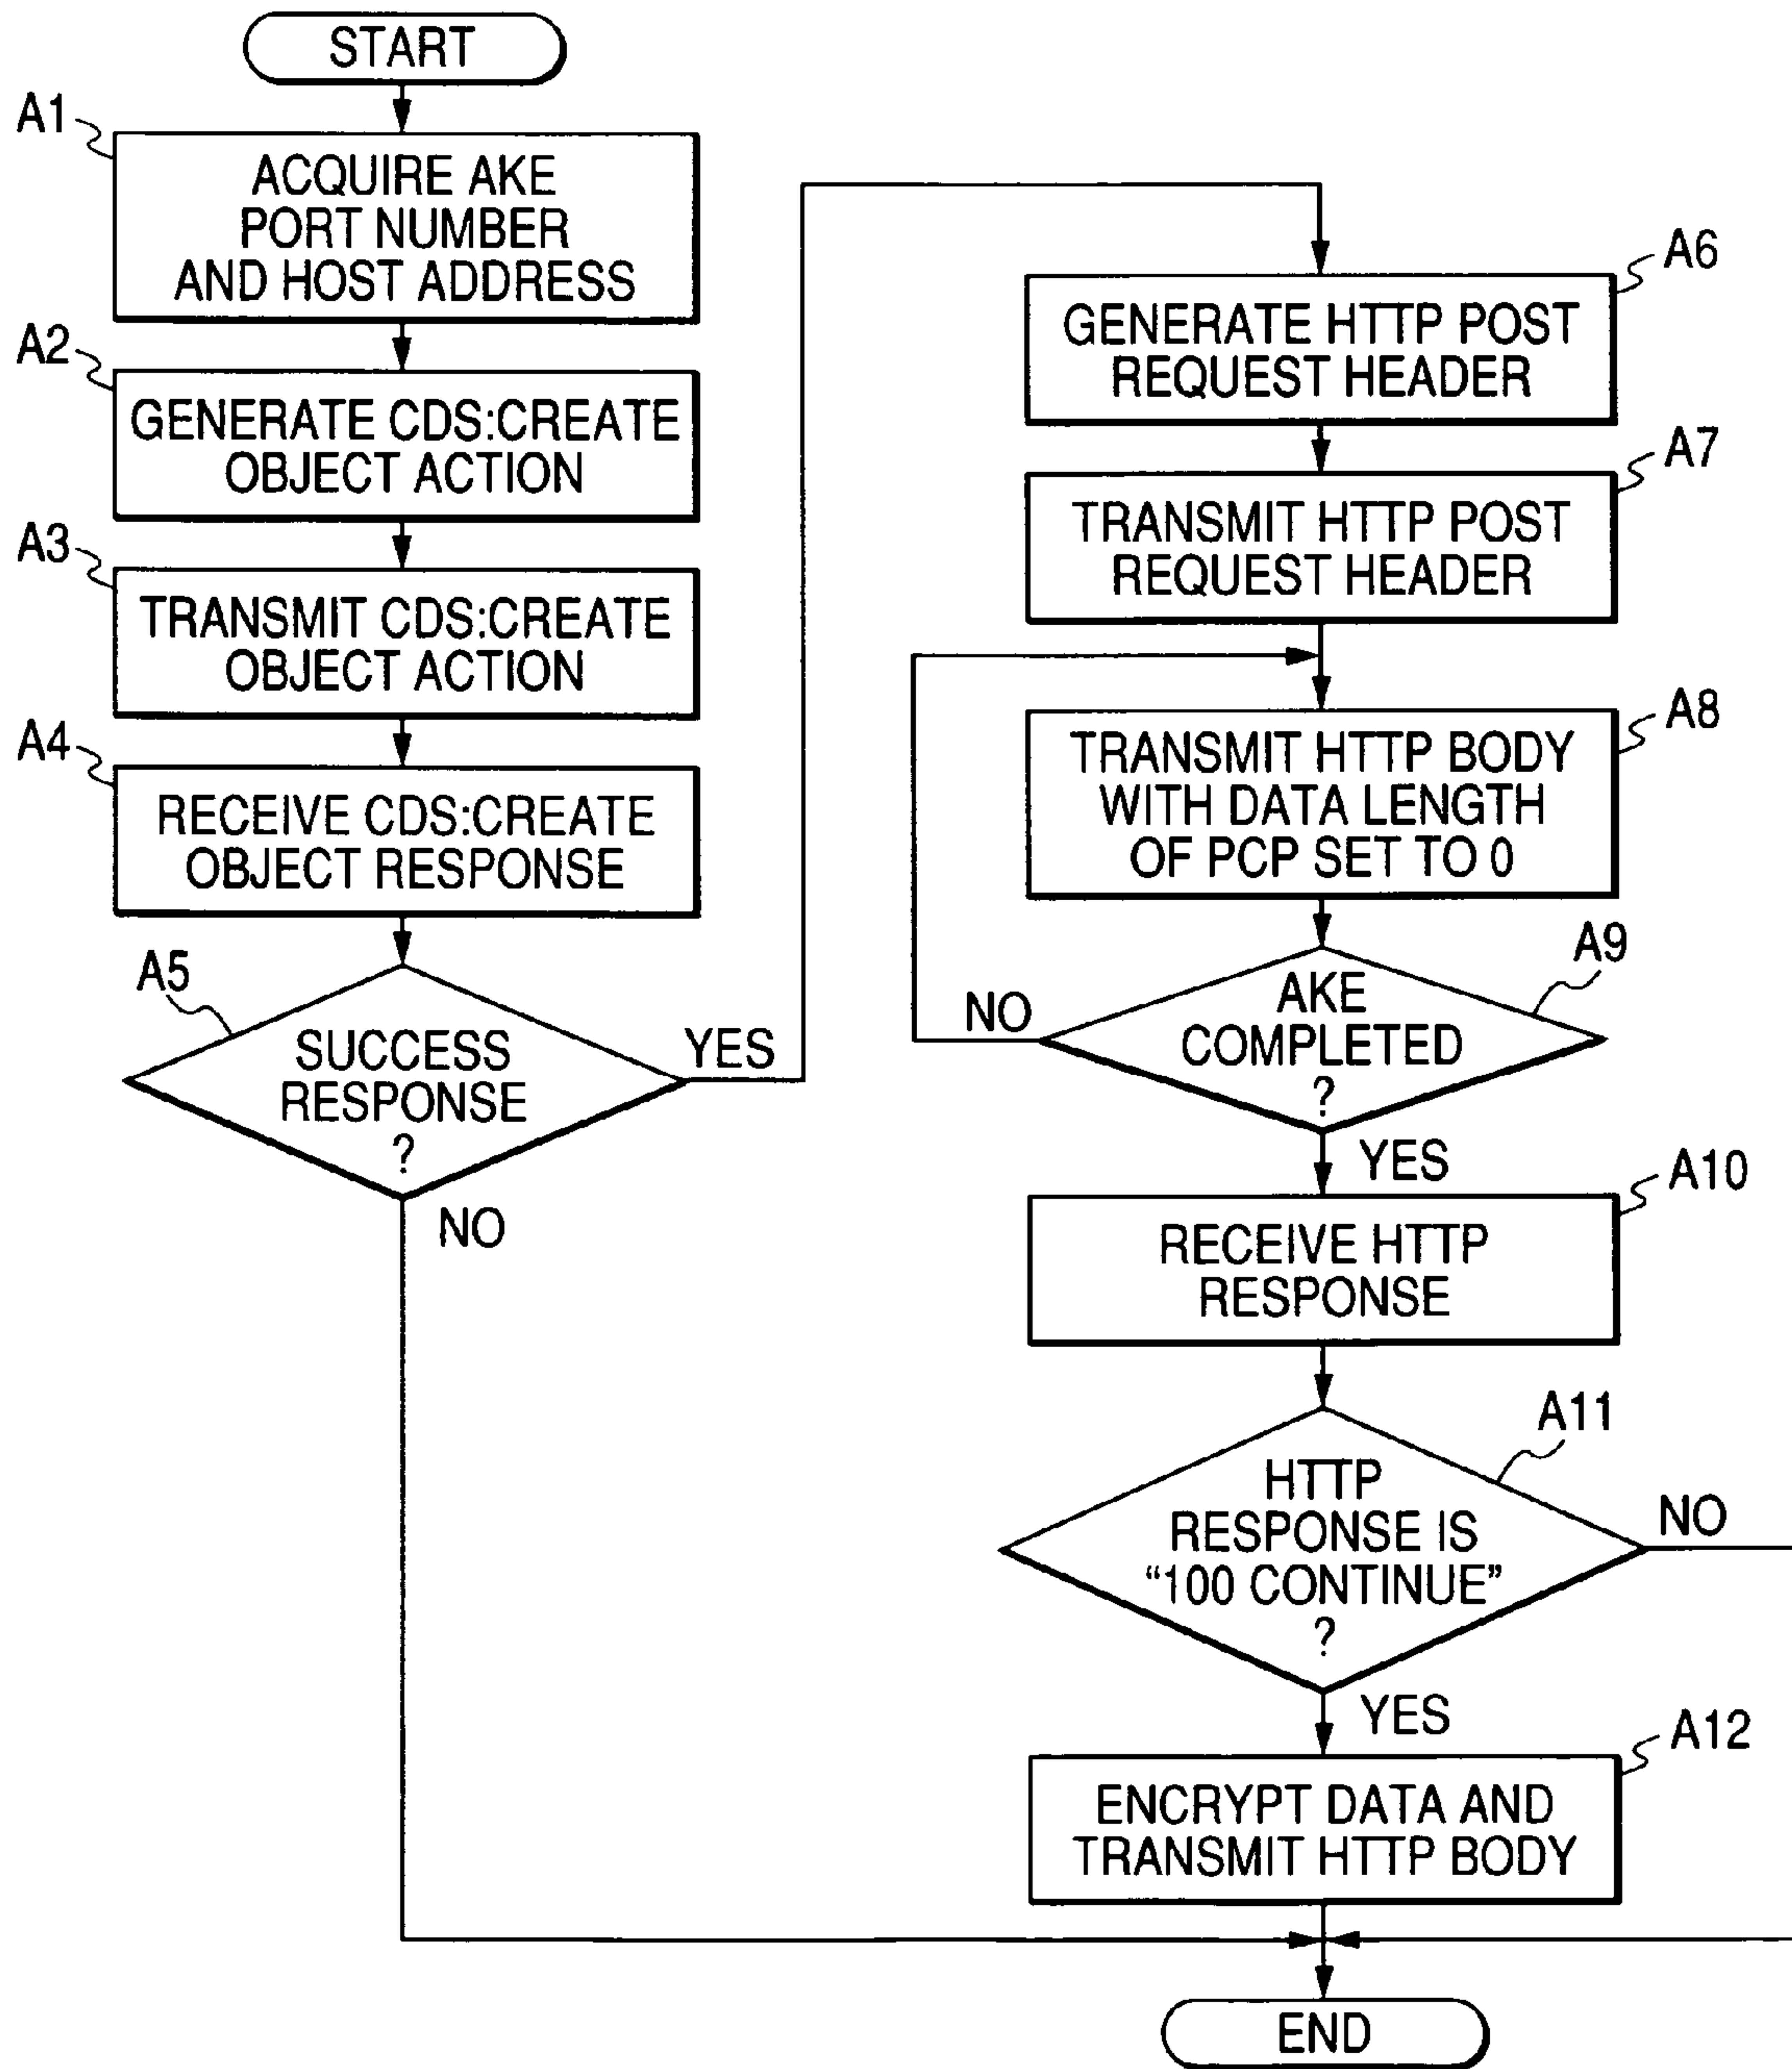 START
A1
ACQUIRE AKE
PORT NUMBER
AND HOST ADDRESS
A2
GENERATE CDS:CREATE
OBJECT ACTION
A3
TRANSMIT CDS:CREATE
OBJECT ACTION
A4
RECEIVE CDS:CREATE
OBJECT RESPONSE
A5
SUCCESS
RESPONSE
?
YES
NO
A6
GENERATE HTTP POST
REQUEST HEADER
A7
TRANSMIT HTTP POST
REQUEST HEADER
A8
TRANSMIT HTTP BODY
WITH DATA LENGTH
OF PCP SET TO 0
A9
AKE
COMPLETED
?
NO
YES
A10
RECEIVE HTTP
RESPONSE
A11
HTTP
RESPONSE IS
“100 CONTINUE”
?
NO
YES
A12
ENCRYPT DATA AND
TRANSMIT HTTP BODY
END